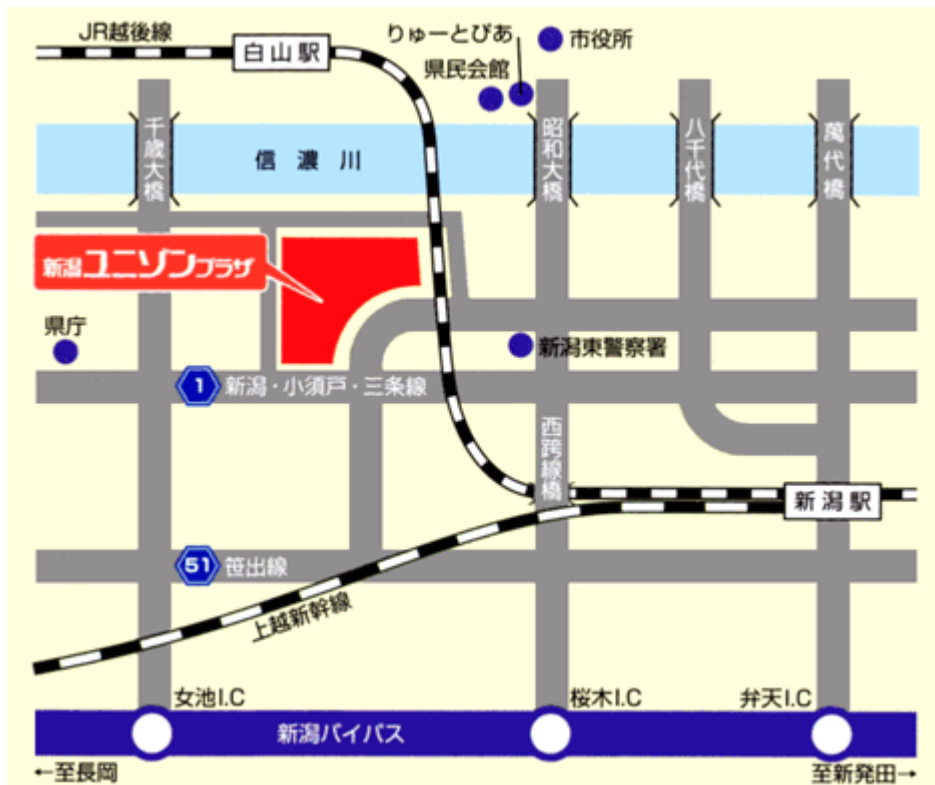 JR越後線
白山駅
りゅーとぴあ
県民会館
市役所
千歳大橋
信濃川
昭和大橋
八千代橋
萬代橋
新潟ユニゾンプラザ
県庁
新潟東警察署
1
新潟・小須戸・三条線
西跨線橋
新潟駅
51
笹出線
上越新幹線
女池I.C
桜木I.C
弁天I.C
新潟バイパス
←至長岡
至新発田→